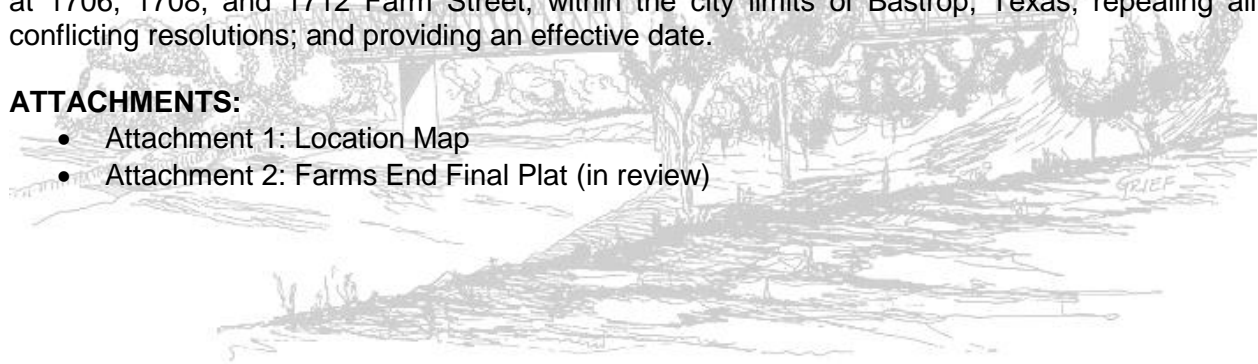 at 1706, 1708, and 1712 Farm Street, within the city limits of Bastrop, Texas; repealing all
conflicting resolutions; and providing an effective date.
ATTACHMENTS:
• Attachment 1: Location Map
• Attachment 2: Farms End Final Plat (in review)
GRIEF